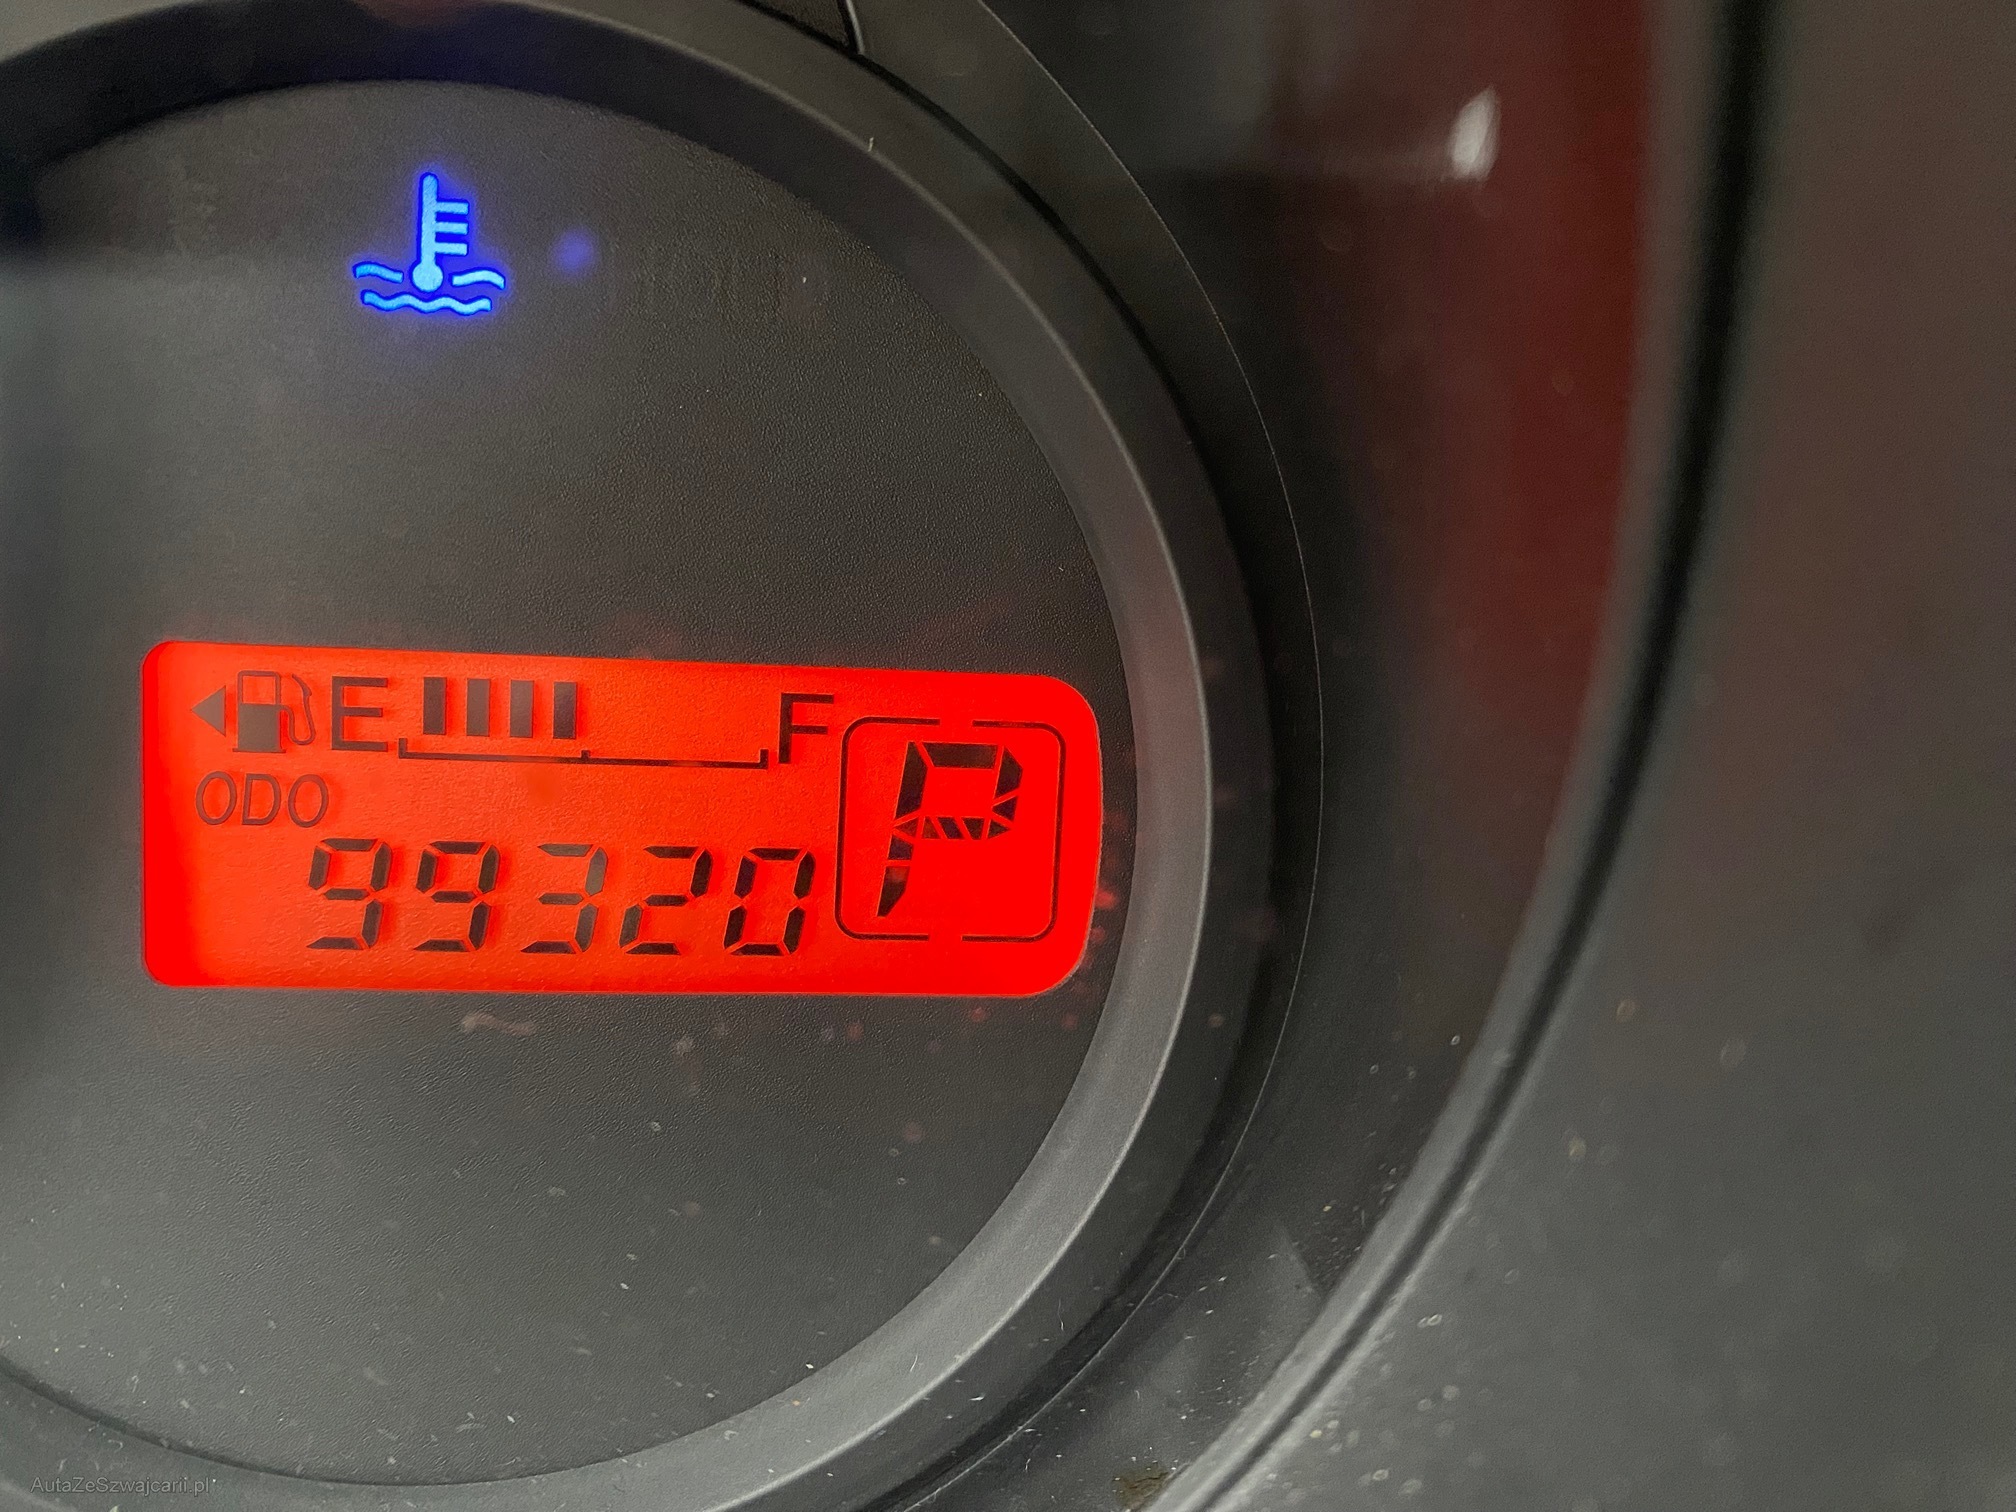 E F
P
ODO
99320
AutaZeSzwajcarii.pl